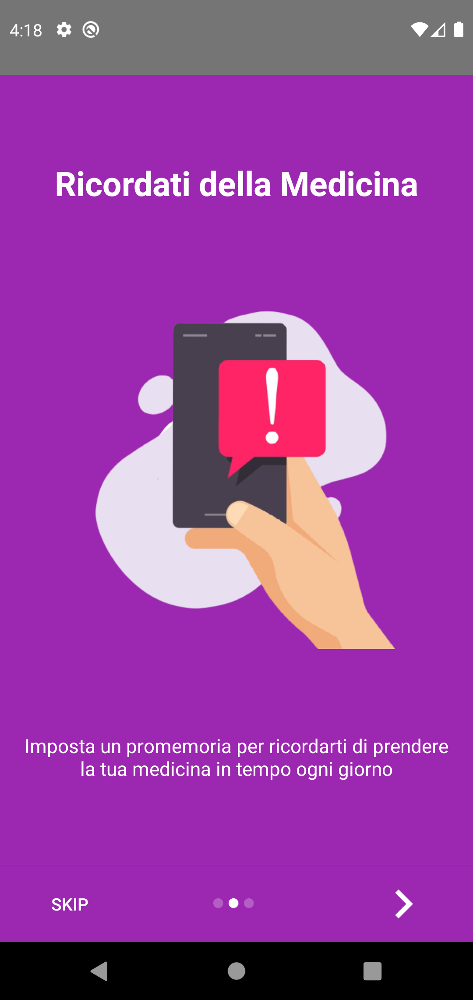 4:18
Ricordati della Medicina
Imposta un promemoria per ricordarti di prendere
la tua medicina in tempo ogni giorno
SKIP